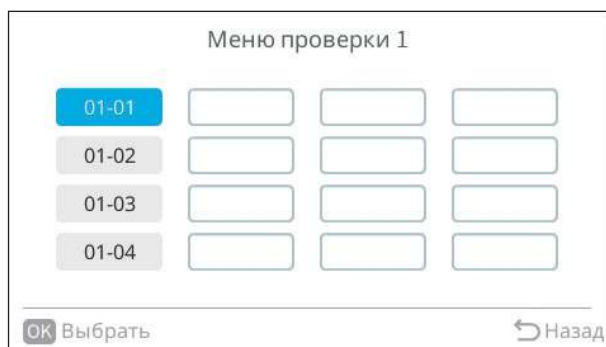 Меню проверки 1
01-01
01-02
01-03
01-04
OK Выбрать
Назад